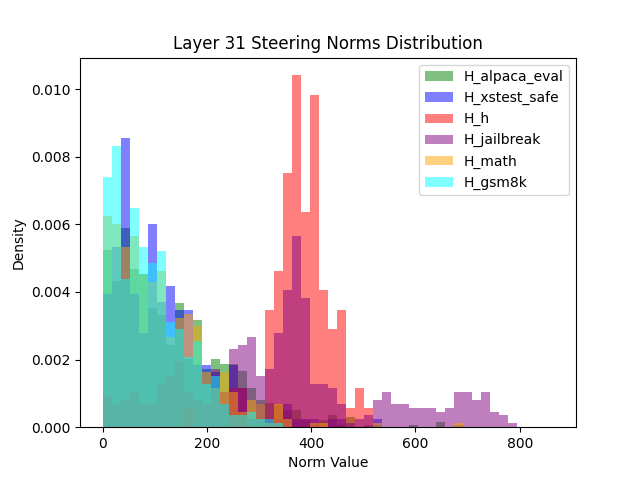 Layer 31 Steering Norms Distribution
H_alpaca_eval
H_xstest_safe
H_h
H_jailbreak
H_math
H_gsm8k
Density
0.010
0.008
0.006
0.004
0.002
0.000
0
200
400
600
800
Norm Value